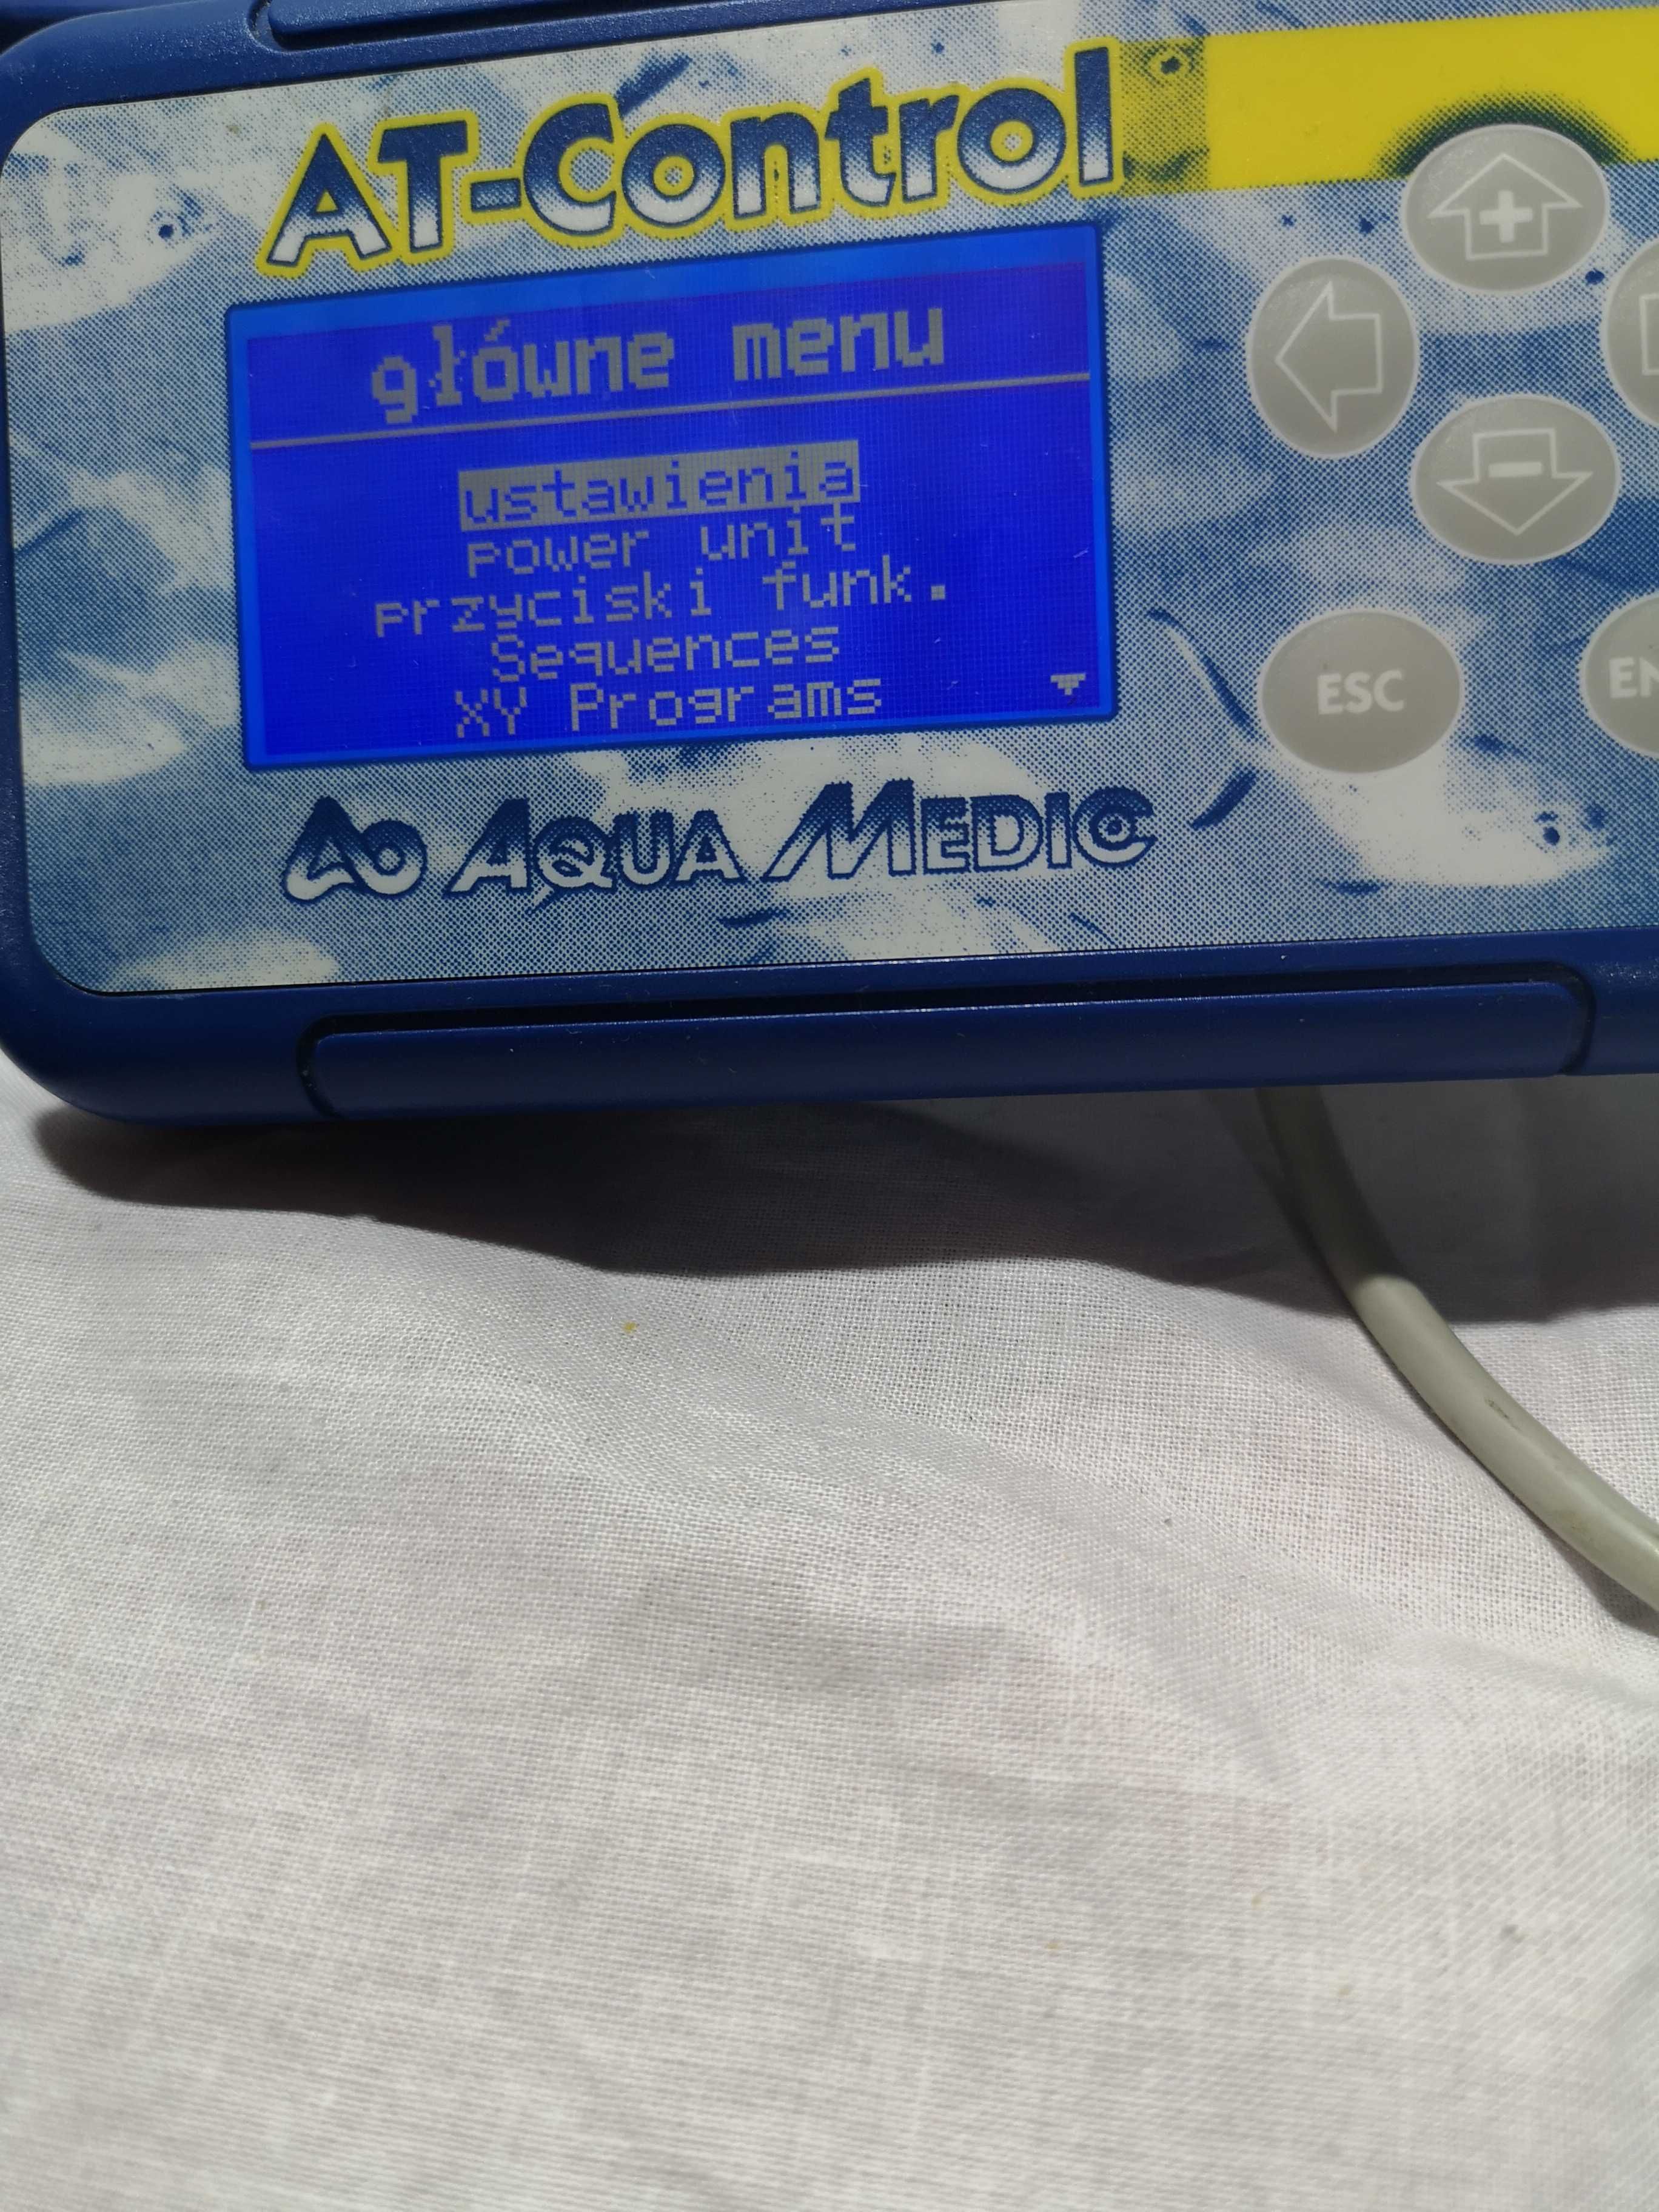 AT-Control
główne menu
ustawienia
power unit
przyciski funk.
Sequences
XY Programs
ESC
AQUA MEDIC